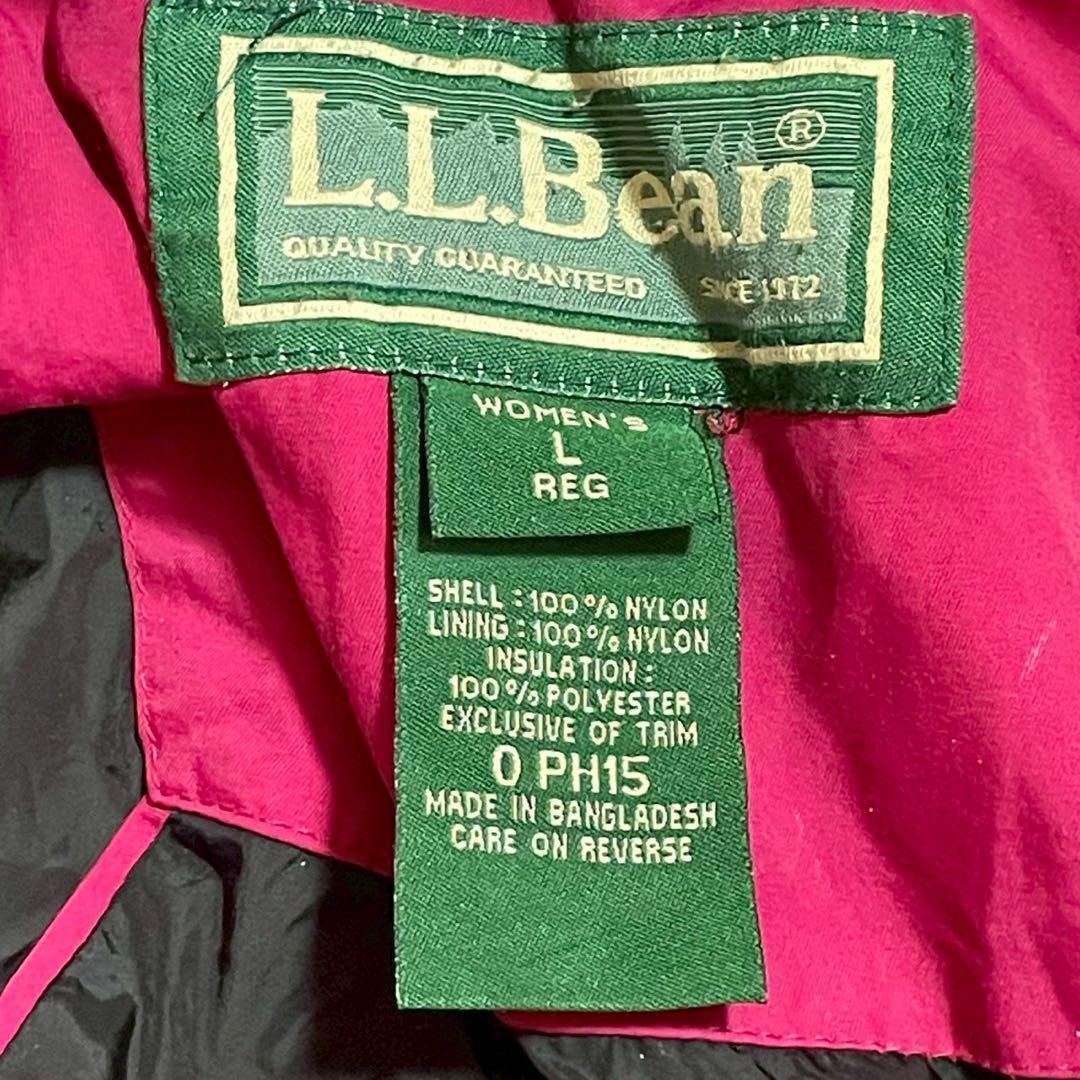 L.L.Bean®
QUALITY GUARANTEED SINCE 1912
WOMEN'S
L
REG
SHELL : 100% NYLON
LINING : 100% NYLON
INSULATION :
100% POLYESTER
EXCLUSIVE OF TRIM
0 PH15
MADE IN BANGLADESH
CARE ON REVERSE